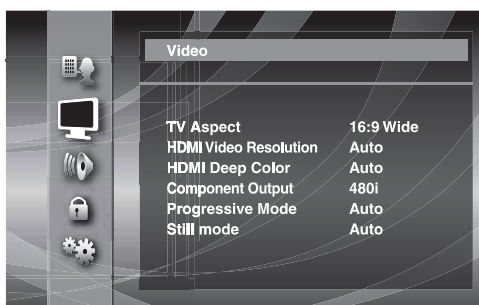 Video
TV Aspect 16:9 Wide
HDMI Video Resolution Auto
HDMI Deep Color Auto
Component Output 480i
Progressive Mode Auto
Still mode Auto